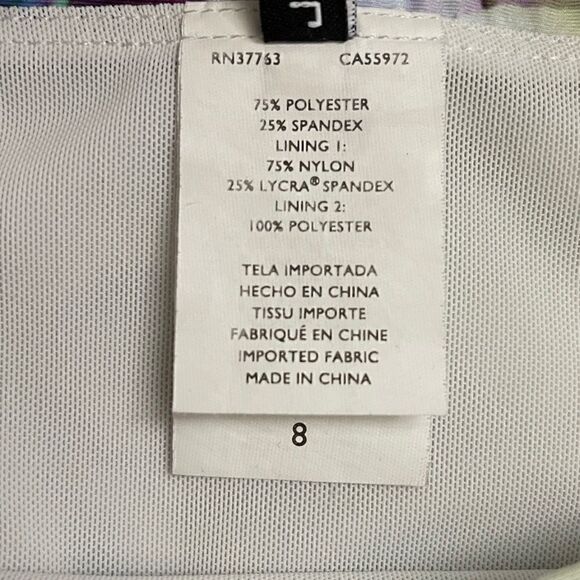 RN37763 CA55972
75% POLYESTER
25% SPANDEX
LINING 1:
75% NYLON
25% LYCRA® SPANDEX
LINING 2:
100% POLYESTER
TELA IMPORTADA
HECHO EN CHINA
TISSU IMPORTE
FABRIQUÉ EN CHINE
IMPORTED FABRIC
MADE IN CHINA
8